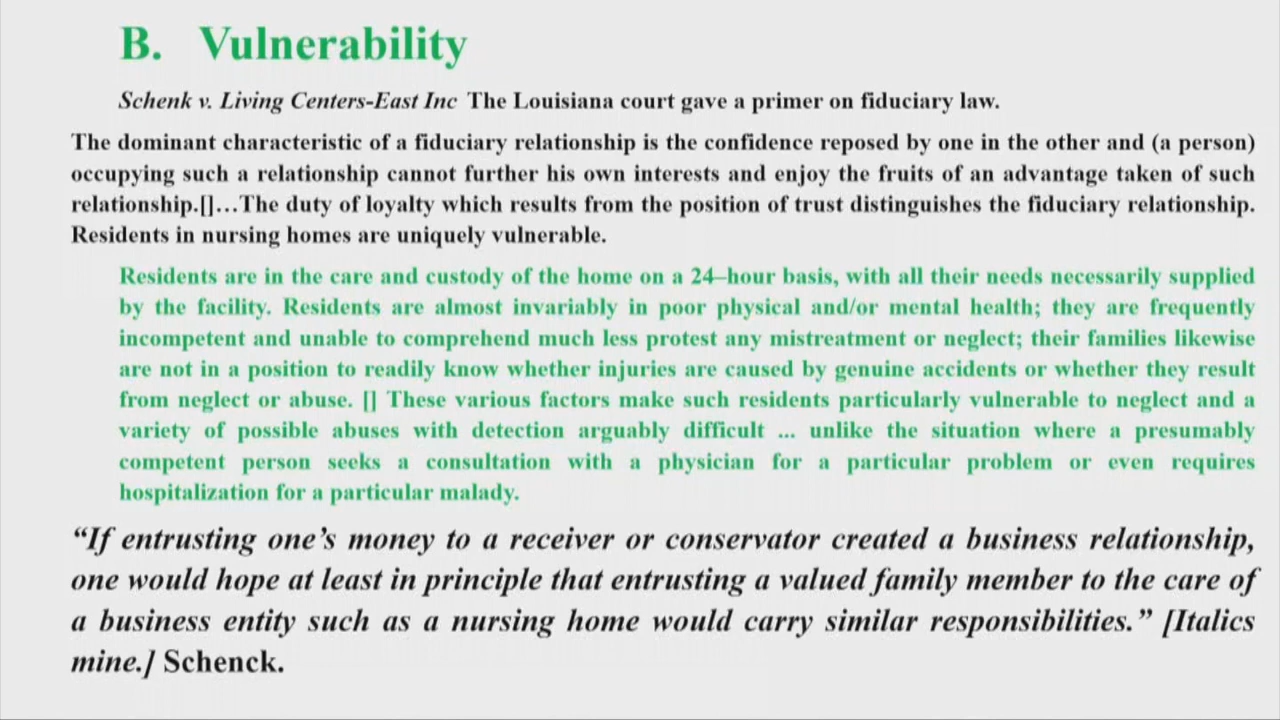 B. Vulnerability
Schenk v. Living Centers-East Inc The Louisiana court gave a primer on fiduciary law.
The dominant characteristic of a fiduciary relationship is the confidence reposed by one in the other and (a person)
occupying such a relationship cannot further his own interests and enjoy the fruits of an advantage taken of such
relationship.[]…The duty of loyalty which results from the position of trust distinguishes the fiduciary relationship.
Residents in nursing homes are uniquely vulnerable.
Residents are in the care and custody of the home on a 24–hour basis, with all their needs necessarily supplied
by the facility. Residents are almost invariably in poor physical and/or mental health; they are frequently
incompetent and unable to comprehend much less protest any mistreatment or neglect; their families likewise
are not in a position to readily know whether injuries are caused by genuine accidents or whether they result
from neglect or abuse. [] These various factors make such residents particularly vulnerable to neglect and a
variety of possible abuses with detection arguably difficult ... unlike the situation where a presumably
competent person seeks a consultation with a physician for a particular problem or even requires
hospitalization for a particular malady.
“If entrusting one’s money to a receiver or conservator created a business relationship,
one would hope at least in principle that entrusting a valued family member to the care of
a business entity such as a nursing home would carry similar responsibilities.” [Italics
mine.] Schenck.